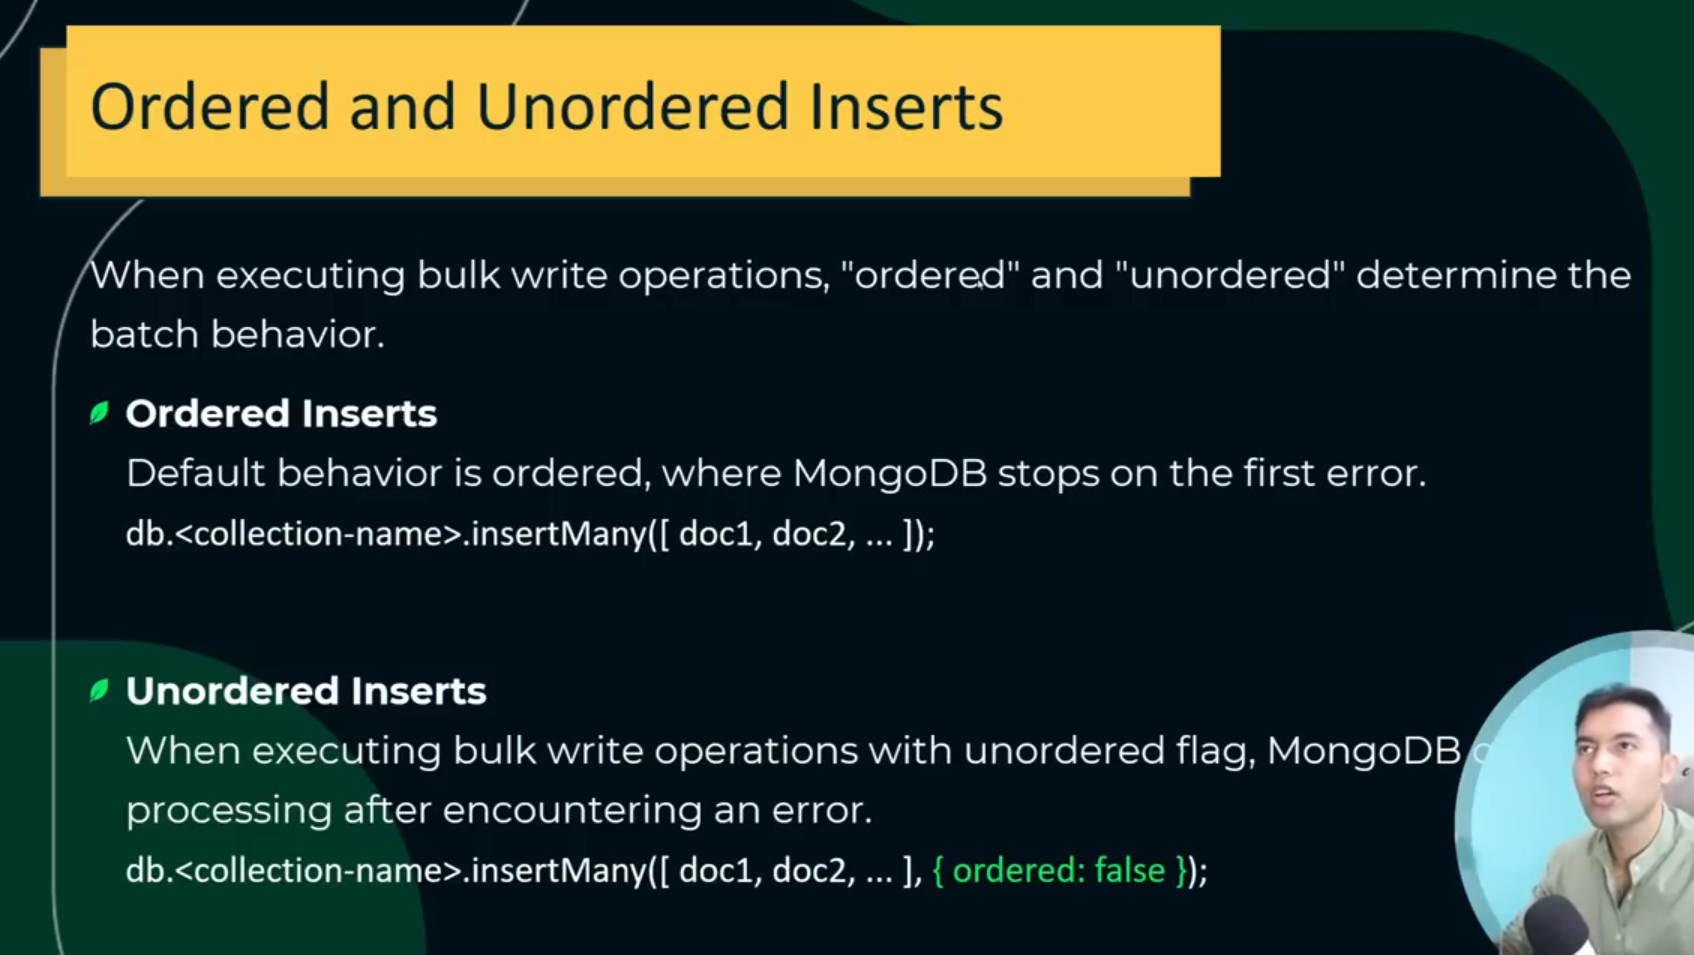 Ordered and Unordered Inserts
When executing bulk write operations, "ordered" and "unordered" determine the
batch behavior.
Ordered Inserts
Default behavior is ordered, where MongoDB stops on the first error.
db.<collection-name>.insertMany([ doc1, doc2, ... ]);
Unordered Inserts
When executing bulk write operations with unordered flag, MongoDB
processing after encountering an error.
db.<collection-name>.insertMany([ doc1, doc2, ... ], { ordered: false });